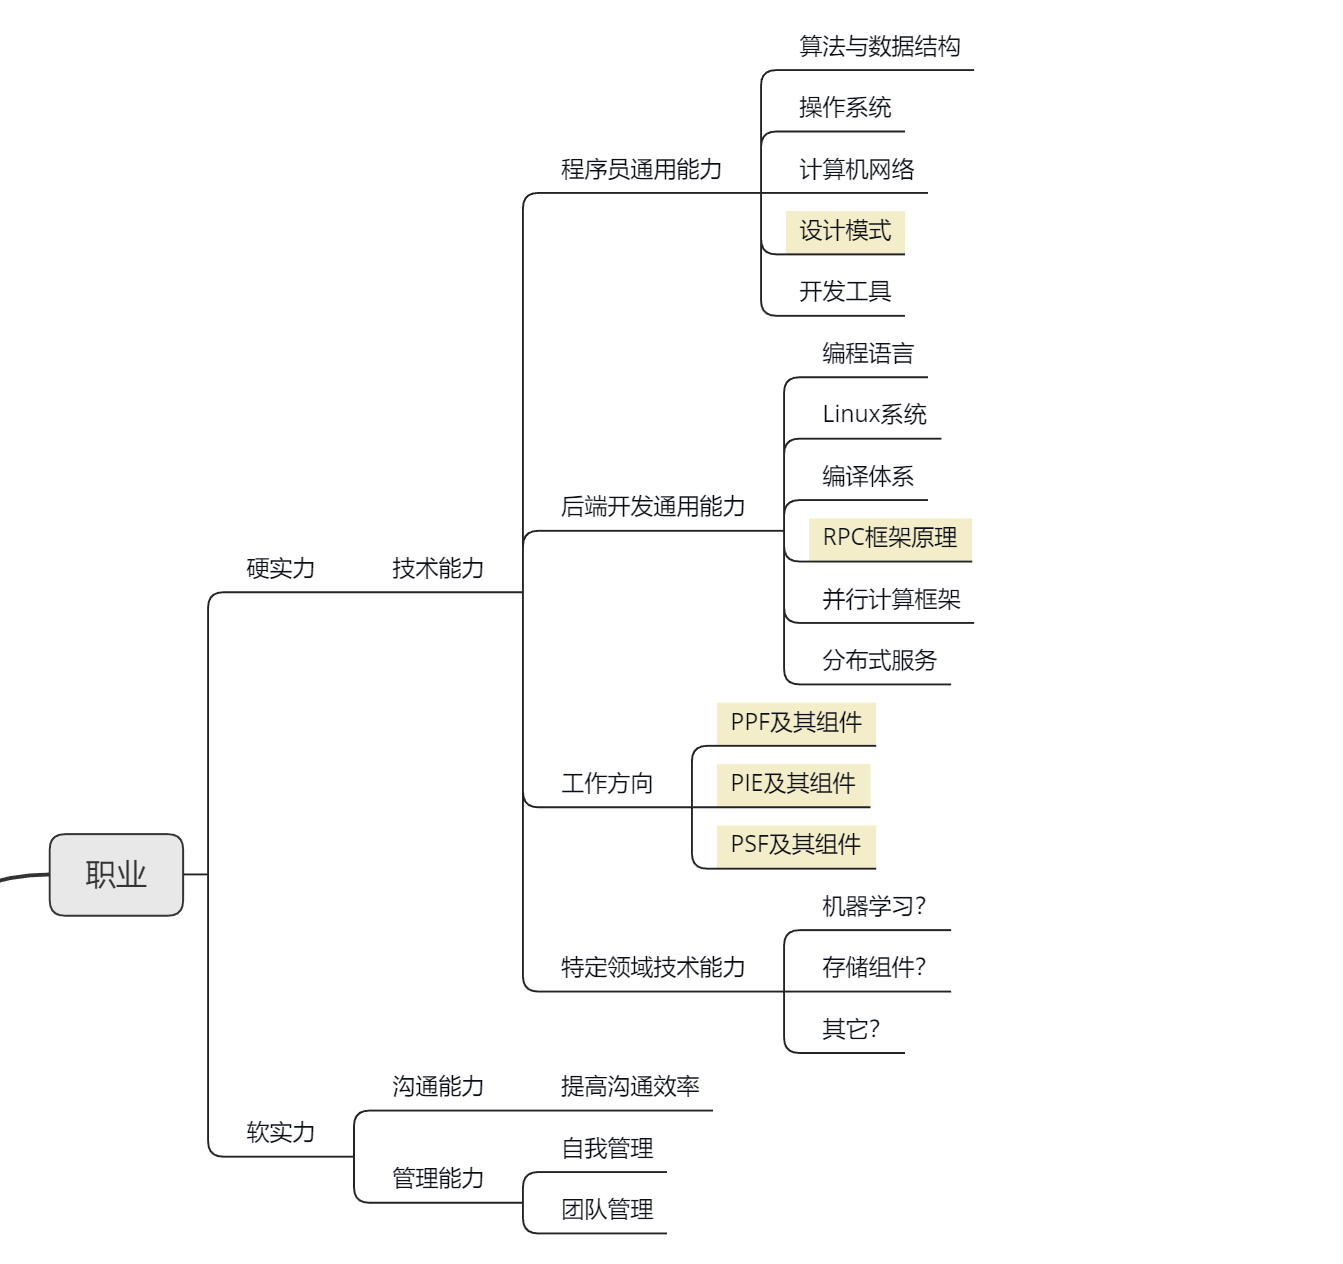 算法与数据结构
操作系统
程序员通用能力
计算机网络
设计模式
开发工具
编程语言
Linux系统
编译体系
后端开发通用能力
RPC框架原理
硬实力
技术能力
并行计算框架
分布式服务
PPF及其组件
工作方向
PIE及其组件
PSF及其组件
职业
机器学习？
特定领域技术能力
存储组件？
其它？
沟通能力
提高沟通效率
软实力
自我管理
管理能力
团队管理